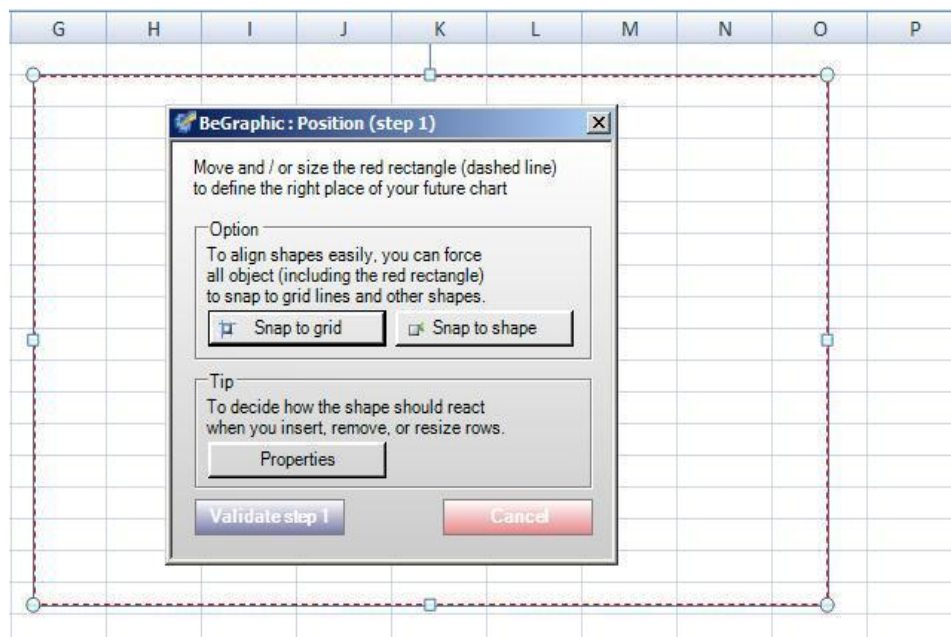 G H I J K L M N O P
BeGraphic : Position (step 1)
Move and / or size the red rectangle (dashed line)
to define the right place of your future chart
Option
To align shapes easily, you can force
all object (including the red rectangle)
to snap to grid lines and other shapes.
Snap to grid Snap to shape
Tip
To decide how the shape should react
when you insert, remove, or resize rows.
Properties
Validate step 1 Cancel